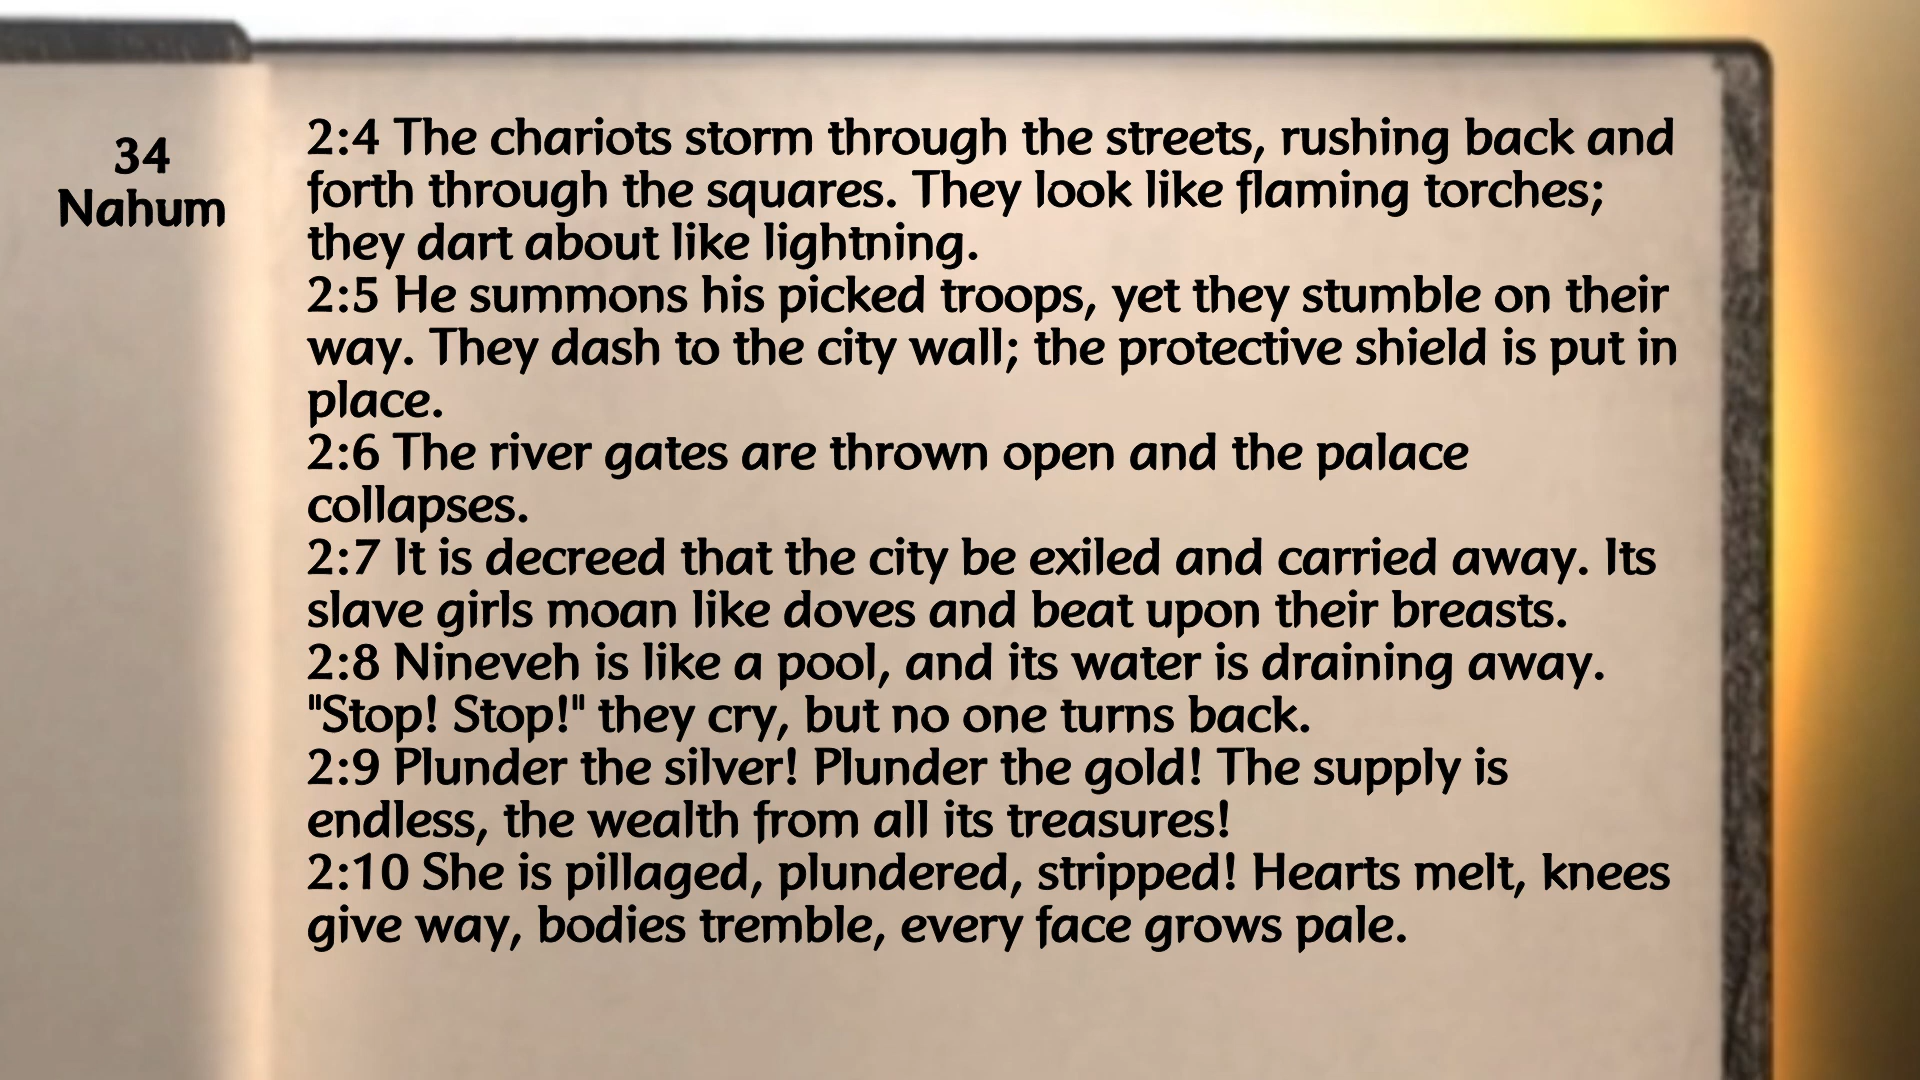 34
Nahum
2:4 The chariots storm through the streets, rushing back and
forth through the squares. They look like flaming torches;
they dart about like lightning.
2:5 He summons his picked troops, yet they stumble on their
way. They dash to the city wall; the protective shield is put in
place.
2:6 The river gates are thrown open and the palace
collapses.
2:7 It is decreed that the city be exiled and carried away. Its
slave girls moan like doves and beat upon their breasts.
2:8 Nineveh is like a pool, and its water is draining away.
"Stop! Stop!" they cry, but no one turns back.
2:9 Plunder the silver! Plunder the gold! The supply is
endless, the wealth from all its treasures!
2:10 She is pillaged, plundered, stripped! Hearts melt, knees
give way, bodies tremble, every face grows pale.